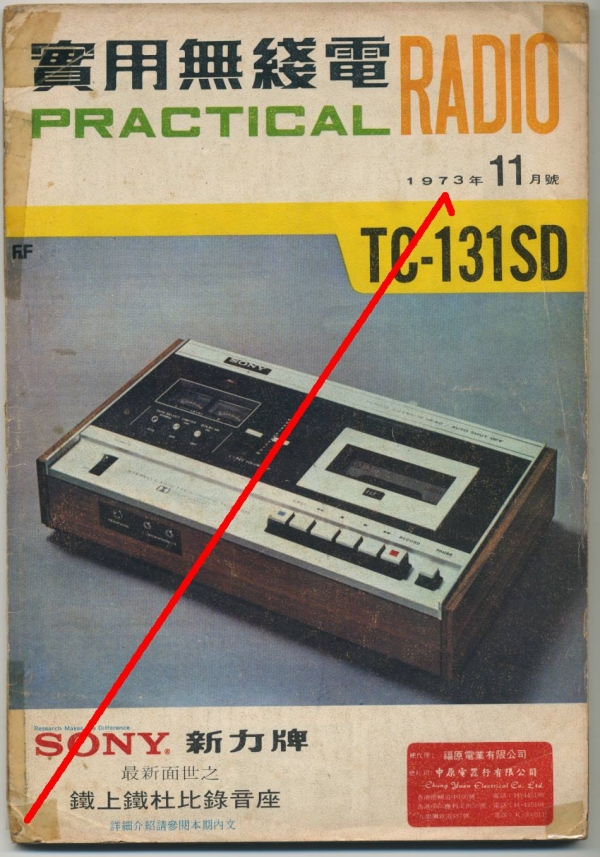 實用無綫電 RADIO
PRACTICAL
1973年11月號
TC-131SD
SONY
RECORD PAUSE
Research Makes the Difference
SONY® 新力牌
最新面世之
鐵上鐵杜比錄音座
詳細介紹請參閱本期內文
總代理：福原電業有限公司
中原電器行有限公司
Chung Yuen Electrical Co. Ltd.